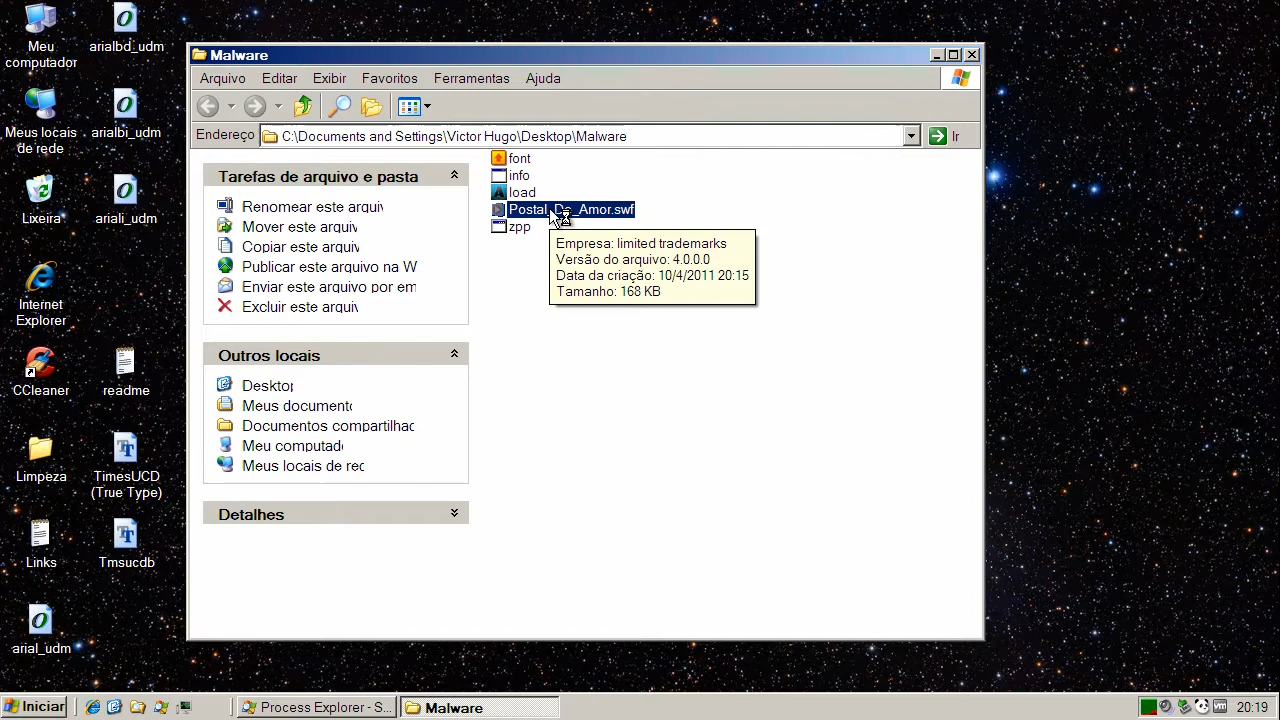 Meu
computador
arialbd_udm
Meus locais
de rede
arialbi_udm
Lixeira
ariali_udm
Internet
Explorer
CCleaner
readme
Limpeza
TimesUCD
(True Type)
Links
Tmsucdb
arial_udm
Malware
Arquivo Editar Exibir Favoritos Ferramentas Ajuda
Endereço C:\Documents and Settings\Victor Hugo\Desktop\Malware Ir
Tarefas de arquivo e pasta
Renomear este arquiv
Mover este arquiv
Copiar este arquiv
Publicar este arquivo na W
Enviar este arquivo por em
Excluir este arquiv
Outros locais
Desktop
Meus documento
Documentos compartilhad
Meu computado
Meus locais de red
Detalhes
font
info
load
Postal_De_Amor.swf
zpp
Empresa: limited trademarks
Versão do arquivo: 4.0.0.0
Data da criação: 10/4/2011 20:15
Tamanho: 168 KB
Iniciar Process Explorer - S... Malware 20:19